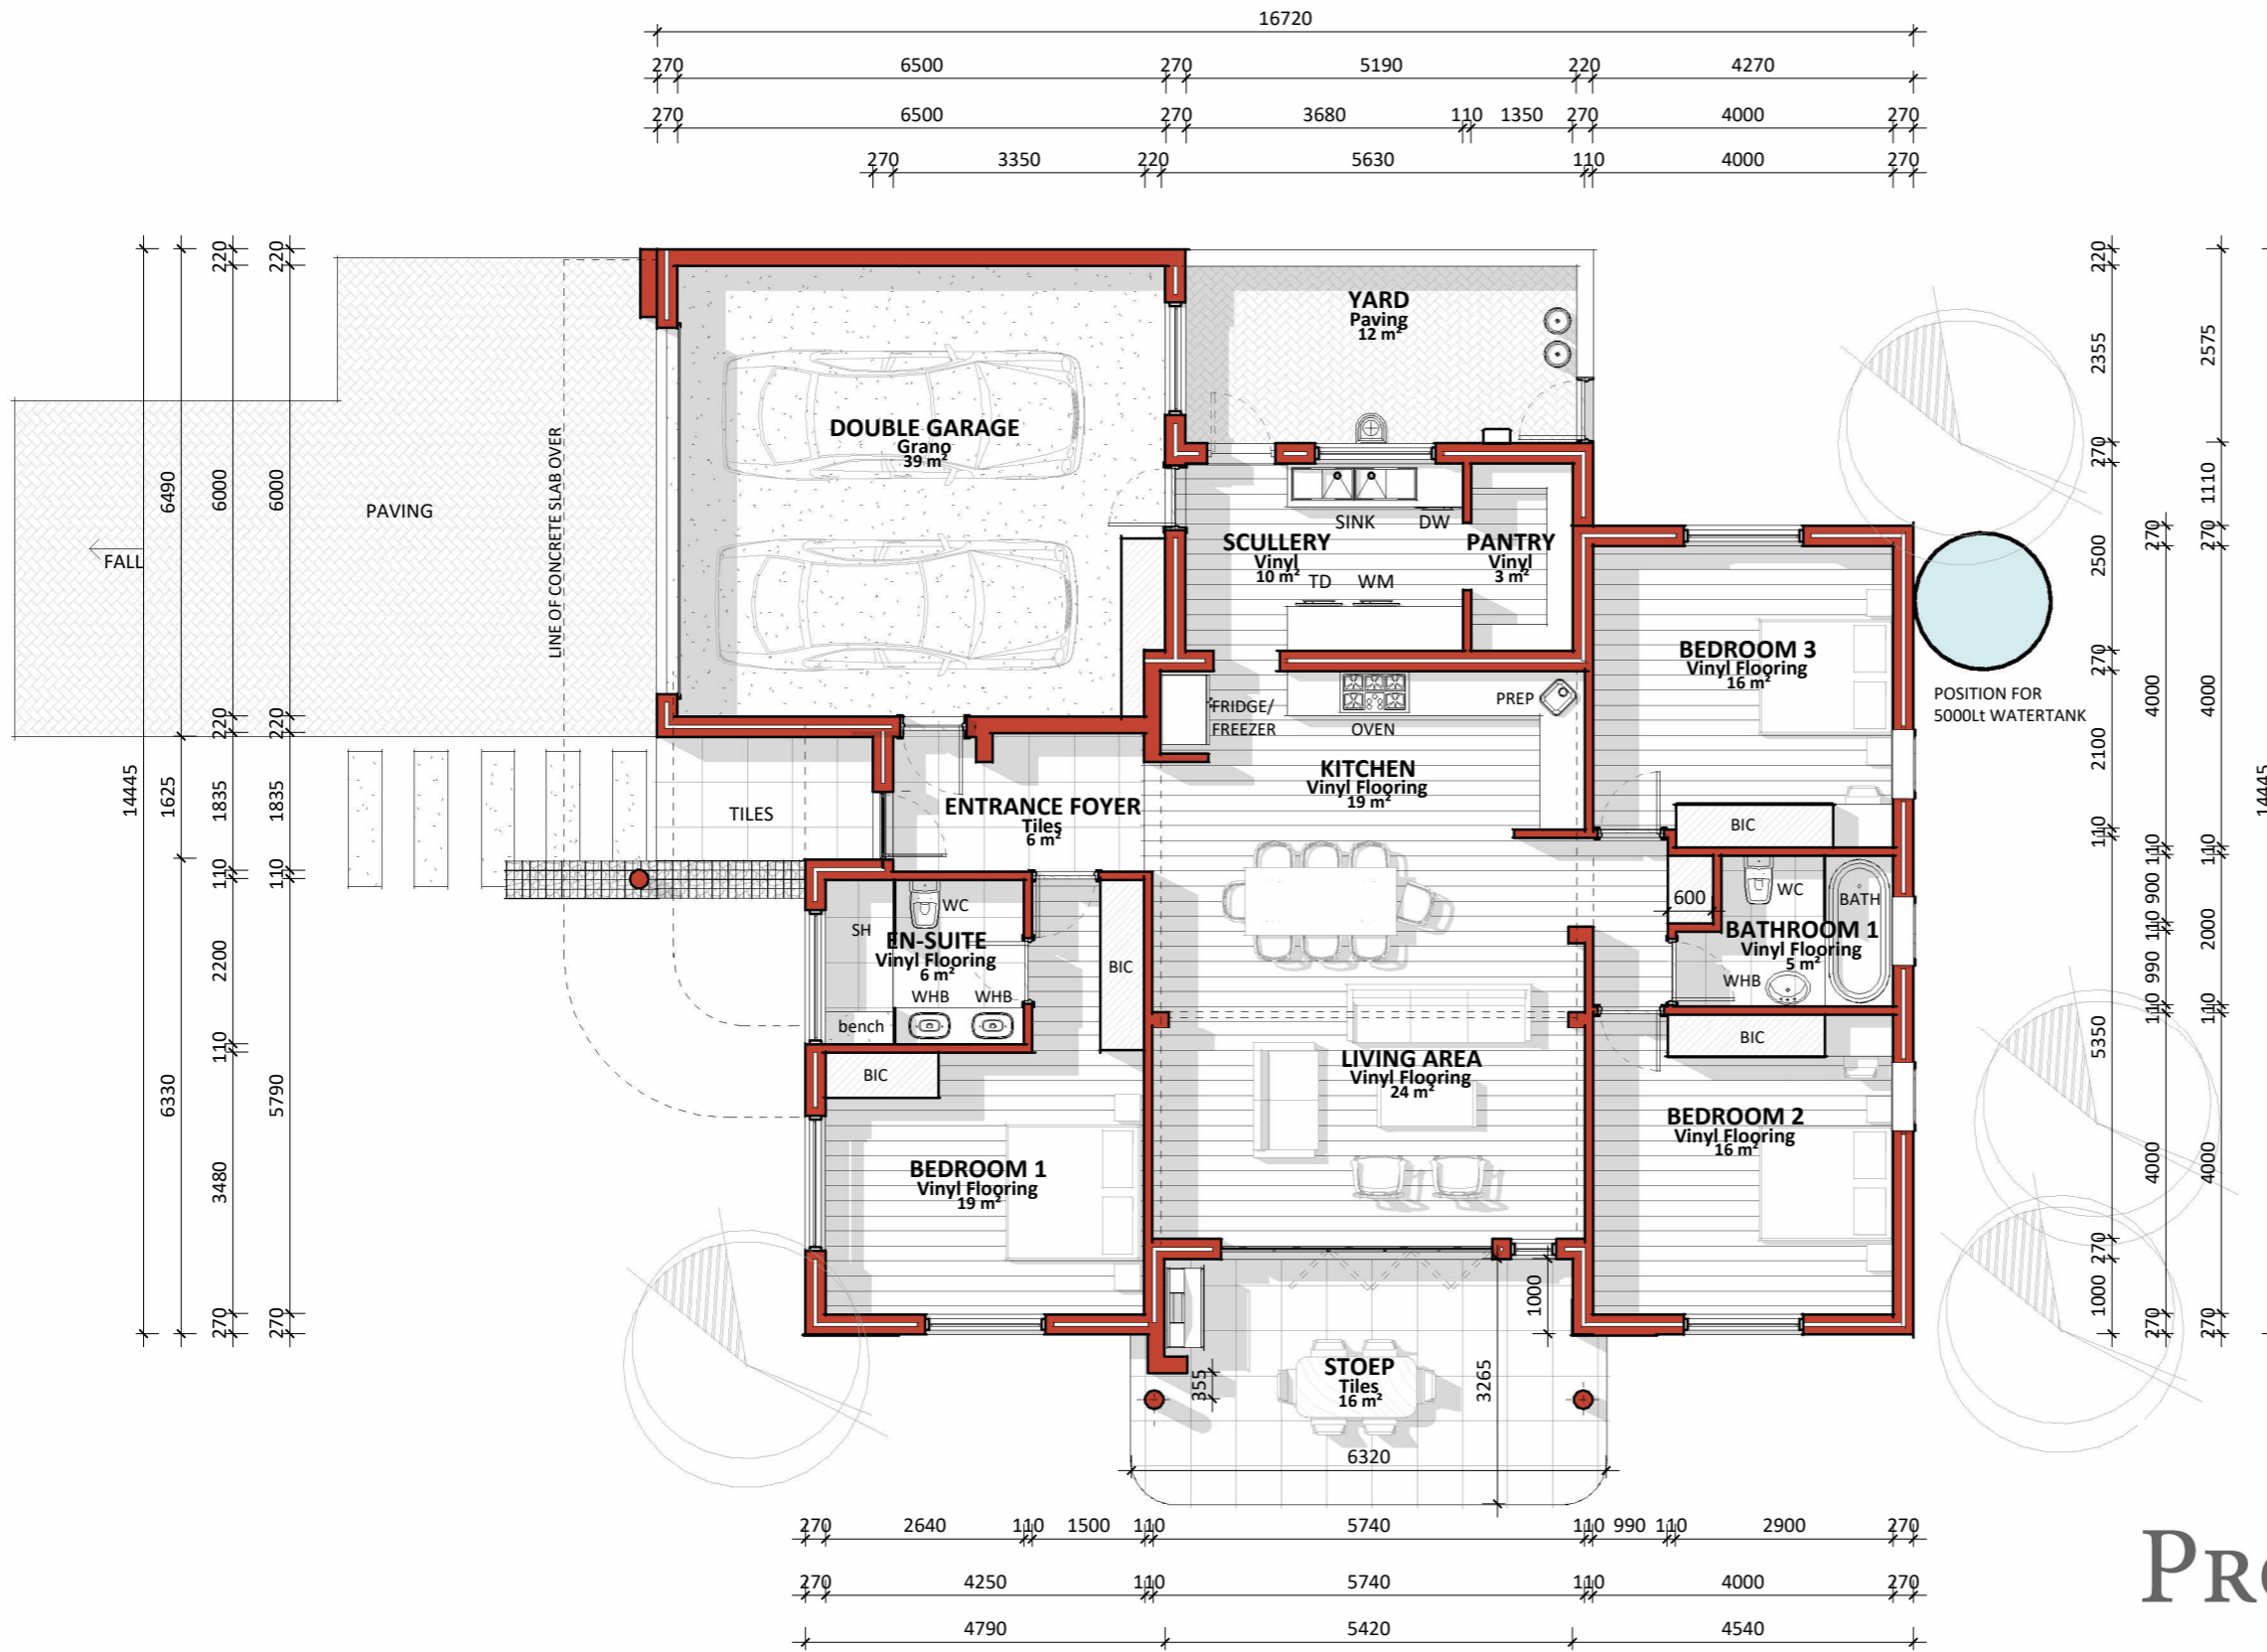 16720
270 6500 270 5190 220 4270
270 6500 270 3680 110 1350 270 4000 270
270 3350 220 5630 110 4000 270
14445
6490 1625 6330
220 6000 220 1835 110 2200 110 3480 270
220 6000 220 1835 110 5790 270
FALL
PAVING
LINE OF CONCRETE SLAB OVER
DOUBLE GARAGE
Grano
39 m²
YARD
Paving
12 m²
SINK DW
SCULLERY
Vinyl
10 m²
TD WM
PANTRY
Vinyl
3 m²
FRIDGE/
FREEZER
OVEN
PREP
BEDROOM 3
Vinyl Flooring
16 m²
BIC
POSITION FOR
5000Lt WATERTANK
TILES
ENTRANCE FOYER
Tiles
6 m²
KITCHEN
Vinyl Flooring
19 m²
SH
WC
EN-SUITE
Vinyl Flooring
6 m²
WHB WHB
bench
BIC
BIC
600
WC
BATH
BATHROOM 1
Vinyl Flooring
5 m²
WHB
BIC
LIVING AREA
Vinyl Flooring
24 m²
BEDROOM 1
Vinyl Flooring
19 m²
BEDROOM 2
Vinyl Flooring
16 m²
1000
355
3265
STOEP
Tiles
16 m²
6320
220 2355 270 2500 270 2100 110 5350 270 1000
270 4000 110 900 110 990 110 4000 270
2575 1110 270 4000 110 2000 110 4000 270
14445
270 2640 110 1500 110 5740 110 990 110 2900 270
270 4250 110 5740 110 4000 270
4790 5420 4540